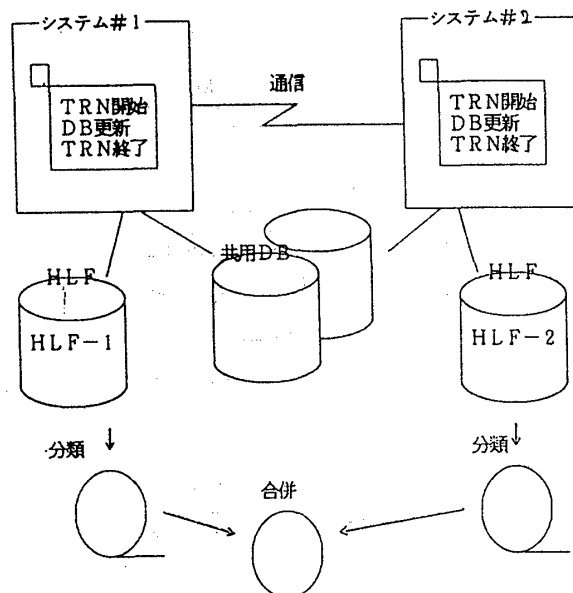 システム＃1
システム＃2
通信
ＴＲＮ開始
ＤＢ更新
ＴＲＮ終了
ＴＲＮ開始
ＤＢ更新
ＴＲＮ終了
共用ＤＢ
ＨＬＦ
ＨＬＦ
ＨＬＦ－1
ＨＬＦ－2
分類
分類
合併